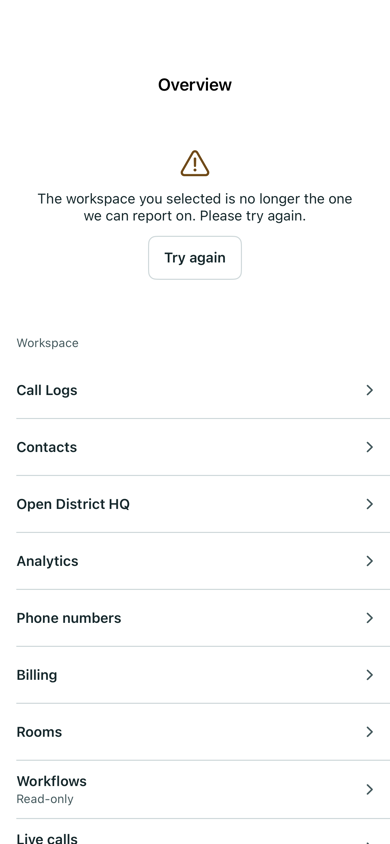 Overview
The workspace you selected is no longer the one
we can report on. Please try again.
Try again
Workspace
Call Logs
Contacts
Open District HQ
Analytics
Phone numbers
Billing
Rooms
Workflows
Read-only
Live calls